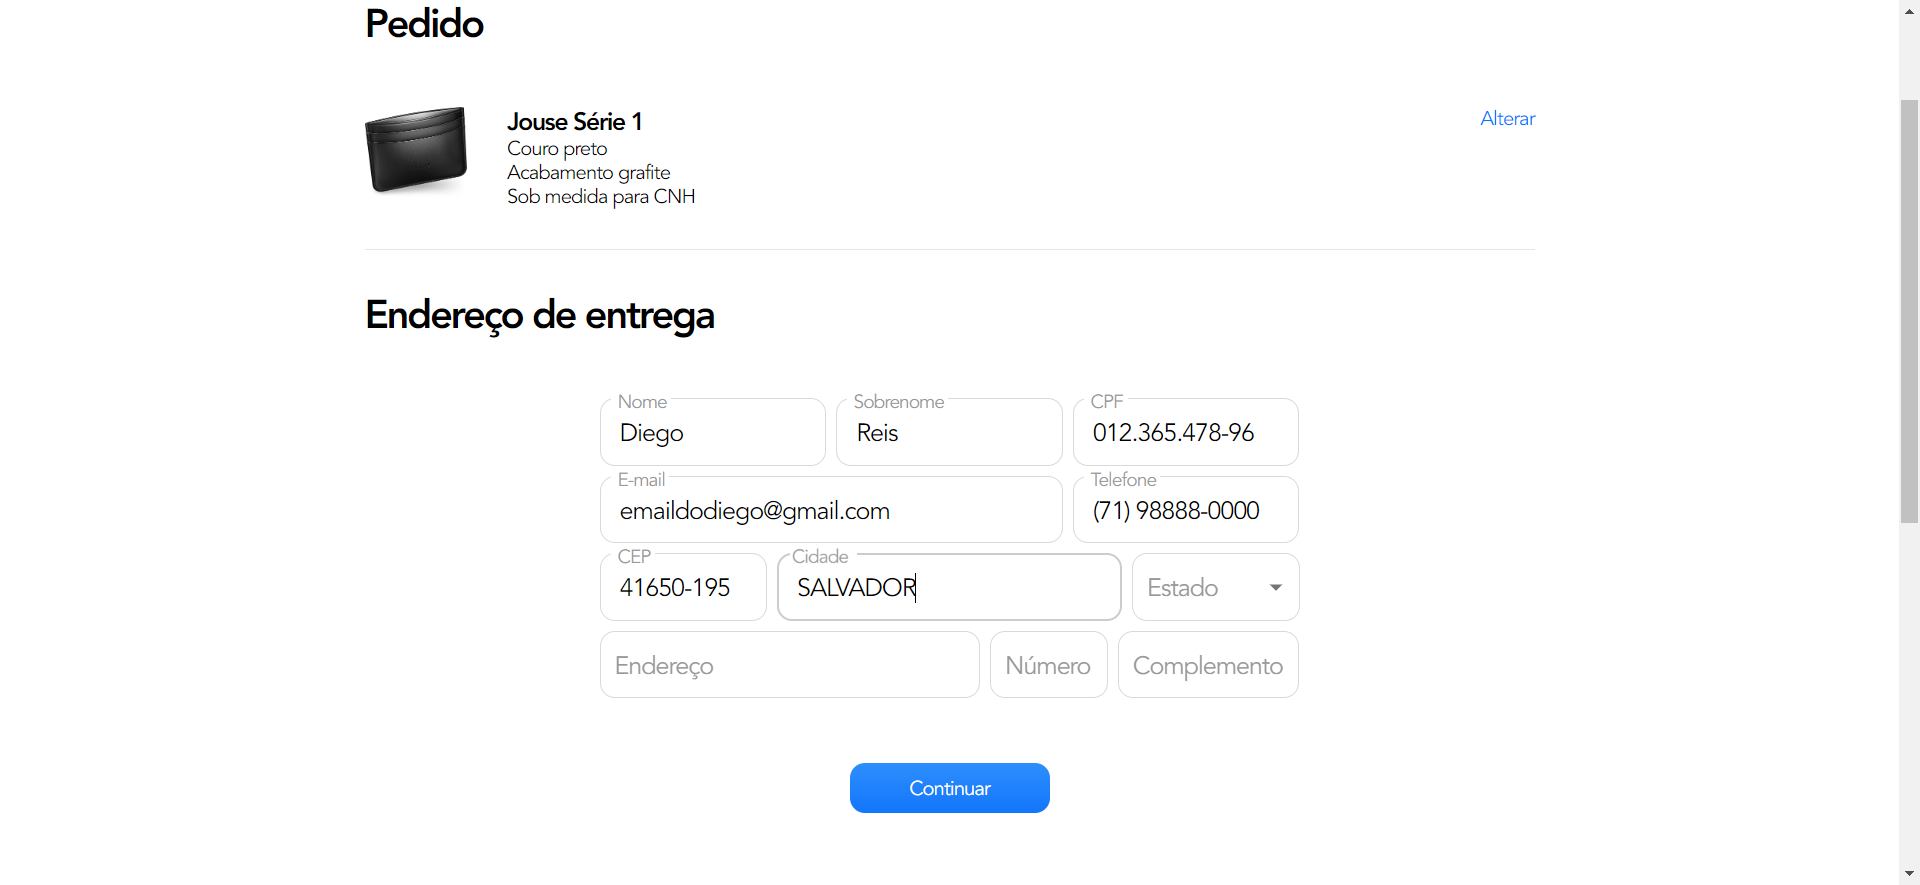 Pedido
Jouse Série 1
Alterar
Couro preto
Acabamento grafite
Sob medida para CNH
Endereço de entrega
Nome
Sobrenome
CPF
Diego
Reis
012.365.478-96
E-mail
Telefone
emaildodiego@gmail.com
(71) 98888-0000
CEP
Cidade
41650-195
SALVADOR
Estado
Endereço
Número
Complemento
Continuar